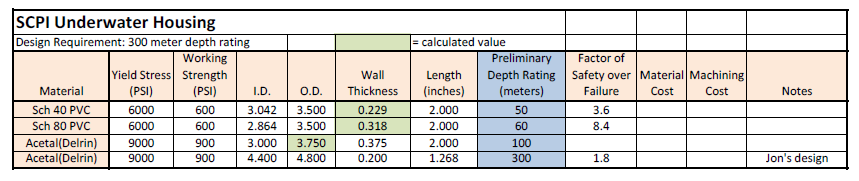 SCPI Underwater Housing
Design Requirement: 300 meter depth rating = calculated value
Material Yield Stress (PSI) Working Strength (PSI) I.D. O.D. Wall Thickness Length (inches) Preliminary Depth Rating (meters) Factor of Safety over Failure Material Cost Machining Cost Notes
Sch 40 PVC 6000 600 3.042 3.500 0.229 2.000 50 3.6
Sch 80 PVC 6000 600 2.864 3.500 0.318 2.000 60 8.4
Acetal(Delrin) 9000 900 3.000 3.750 0.375 2.000 100
Acetal(Delrin) 9000 900 4.400 4.800 0.200 1.268 300 1.8 Jon's design